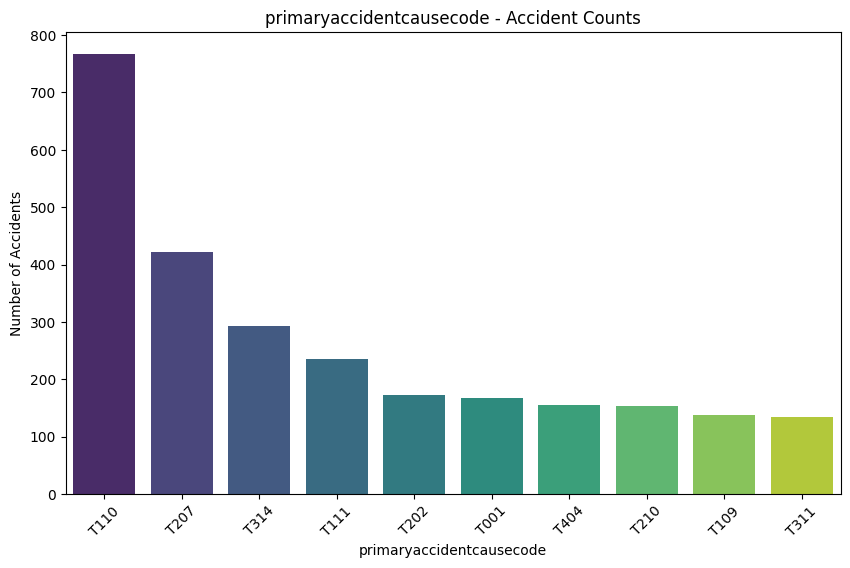 primaryaccidentcausecode - Accident Counts
Number of Accidents
800
700
600
500
400
300
200
100
0
T110
T207
T314
T111
T202
T001
T404
T210
T109
T311
primaryaccidentcausecode